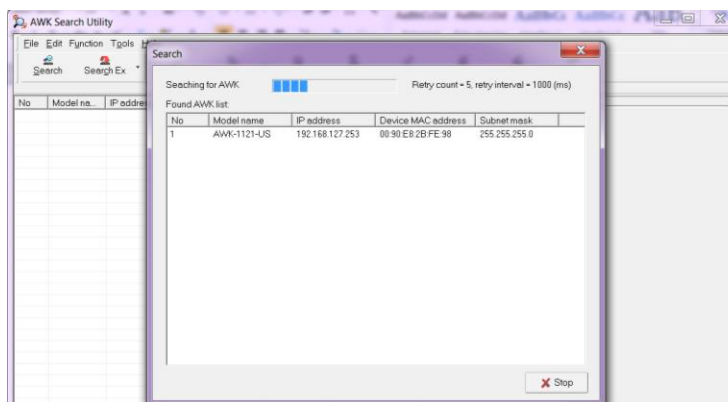 AWK Search Utility
File Edit Function Tools
Search Search Ex
No Model na... IP
Search
Seaching for AWK Retry count = 5, retry interval = 1000 (ms)
Found AWK list:
No Model name IP address Device MAC address Subnet mask
1 AWK-1121-US 192.168.127.253 00:90:E8:2B:FE:98 255.255.255.0
Stop